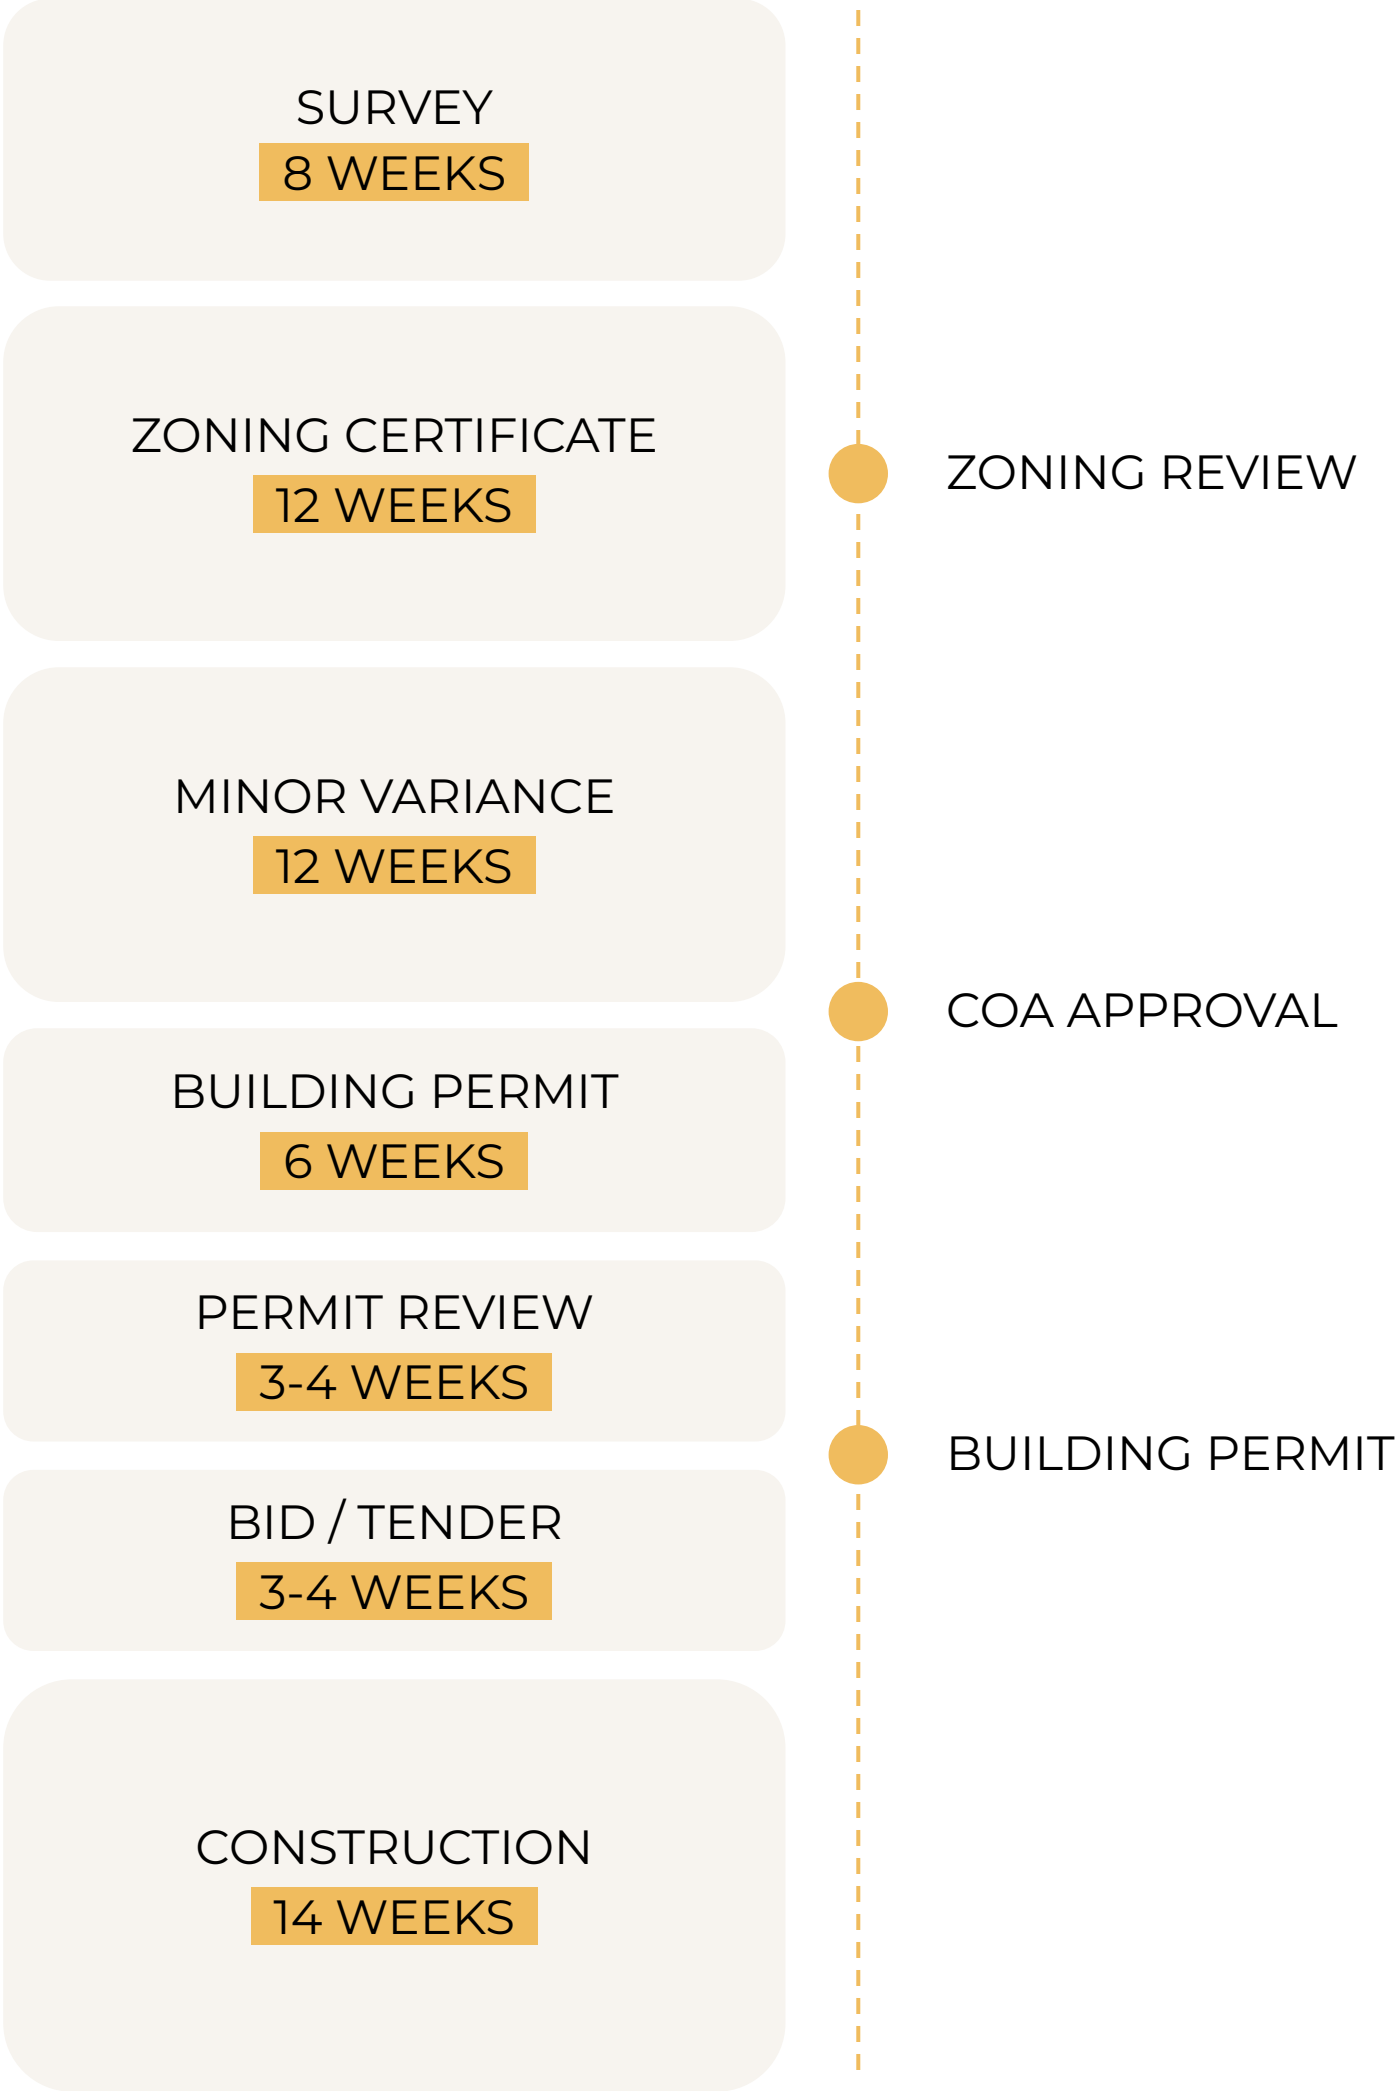 SURVEY
8 WEEKS
ZONING CERTIFICATE
12 WEEKS
ZONING REVIEW
MINOR VARIANCE
12 WEEKS
COA APPROVAL
BUILDING PERMIT
6 WEEKS
PERMIT REVIEW
3-4 WEEKS
BUILDING PERMIT
BID / TENDER
3-4 WEEKS
CONSTRUCTION
14 WEEKS